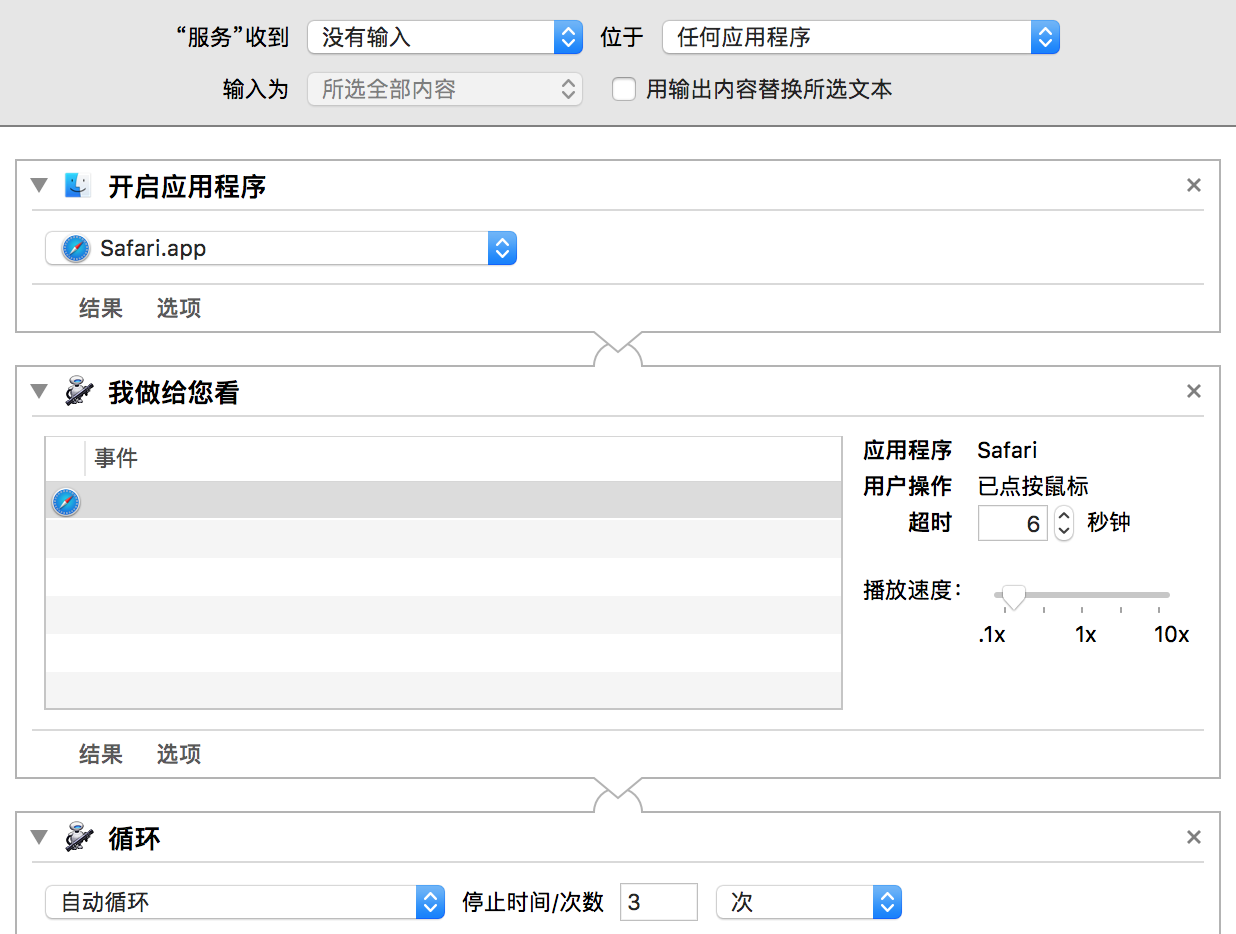 “服务”收到 没有输入 位于 任何应用程序
输入为 所选全部内容 用输出内容替换所选文本
开启应用程序
Safari.app
结果 选项
我做给您看
事件
应用程序 Safari
用户操作 已点按鼠标
超时 6 秒钟
播放速度：
.1x 1x 10x
结果 选项
循环
自动循环 停止时间/次数 3 次